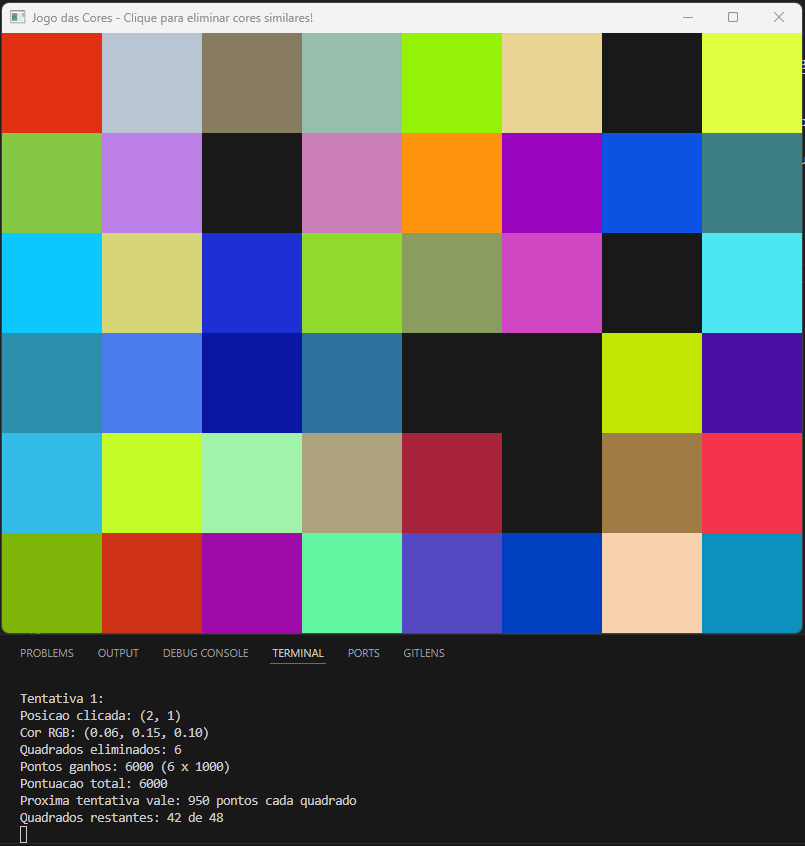 Jogo das Cores - Clique para eliminar cores similares!
PROBLEMS OUTPUT DEBUG CONSOLE TERMINAL PORTS GITLENS
Tentativa 1:
Posicao clicada: (2, 1)
Cor RGB: (0.06, 0.15, 0.10)
Quadrados eliminados: 6
Pontos ganhos: 6000 (6 x 1000)
Pontuacao total: 6000
Proxima tentativa vale: 950 pontos cada quadrado
Quadrados restantes: 42 de 48